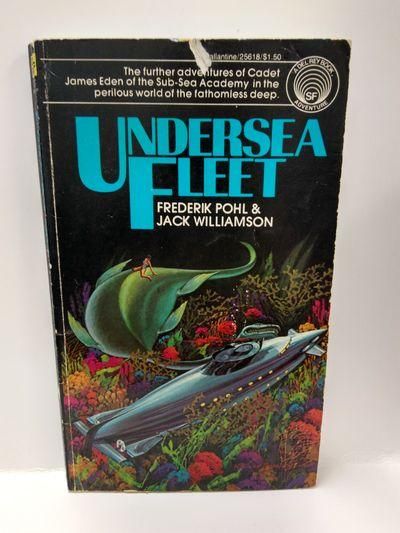 Ballantine/25618/$1.50
The further adventures of Cadet
James Eden of the Sub-Sea Academy in the
perilous world of the fathomless deep.
A DEL REY BOOK
SF
ADVENTURE
UNDERSEA
FLEET
FREDERIK POHL &
JACK WILLIAMSON